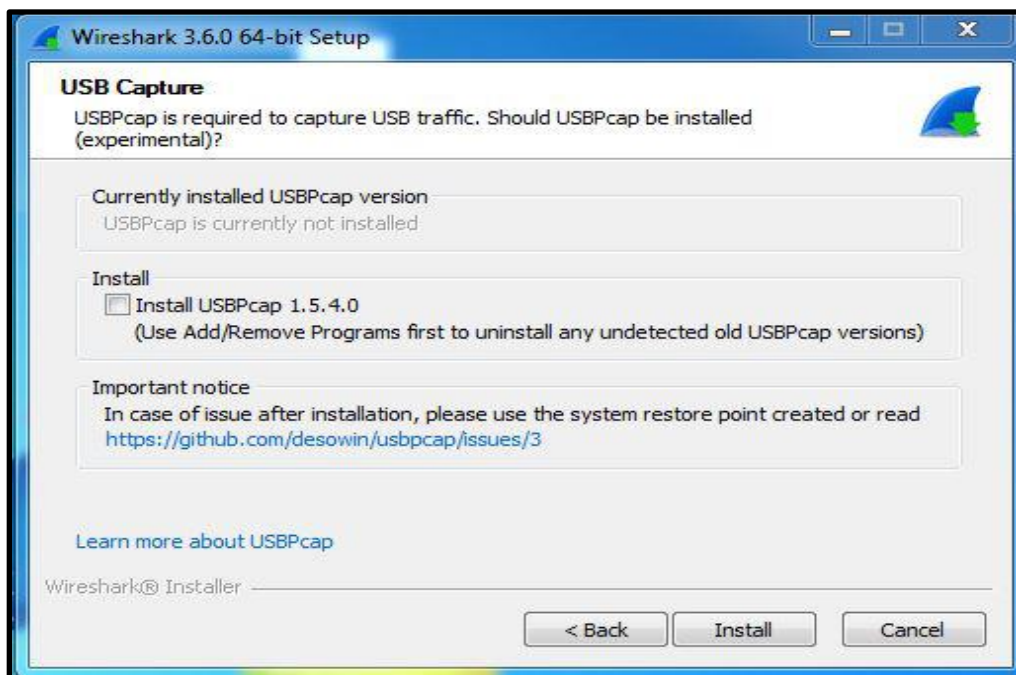 Wireshark 3.6.0 64-bit Setup
USB Capture
USBPcap is required to capture USB traffic. Should USBPcap be installed
(experimental)?
Currently installed USBPcap version
USBPcap is currently not installed
Install
Install USBPcap 1.5.4.0
(Use Add/Remove Programs first to uninstall any undetected old USBPcap versions)
Important notice
In case of issue after installation, please use the system restore point created or read
https://github.com/desowin/usbpcap/issues/3
Learn more about USBPcap
Wireshark® Installer
< Back Install Cancel